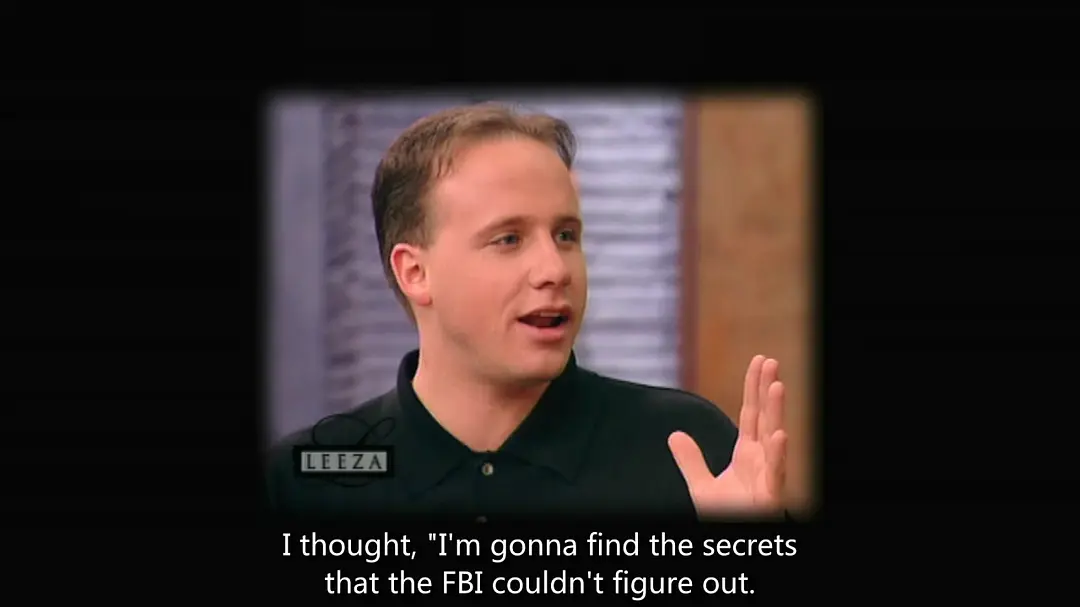 LEEZA
I thought, "I'm gonna find the secrets
that the FBI couldn't figure out.